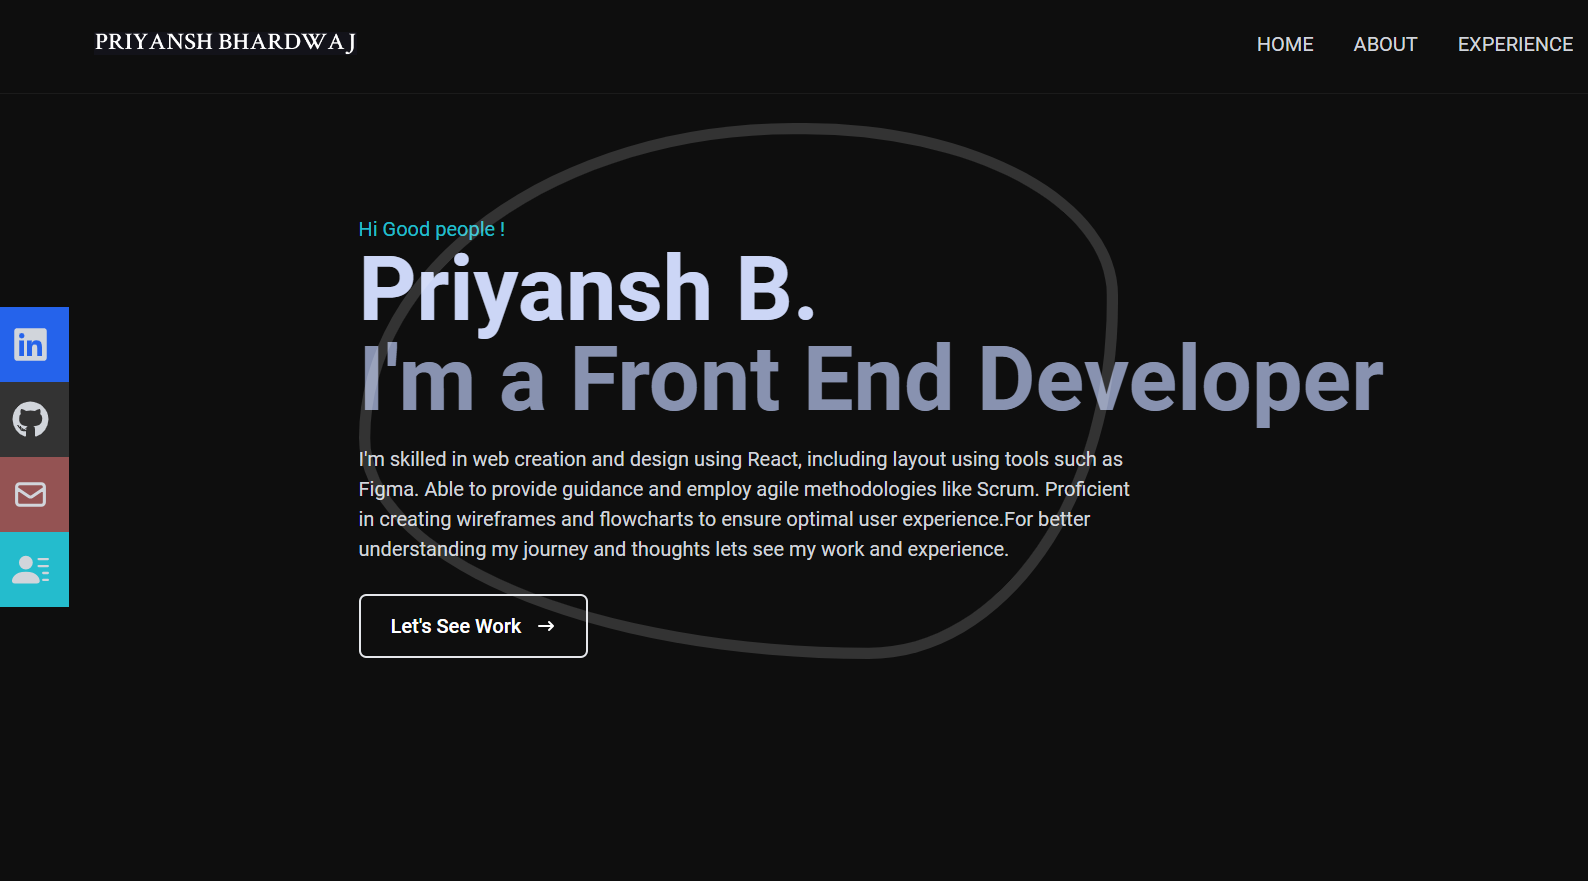 PRIYANSH BHARDWAJ
HOME ABOUT EXPERIENCE
Hi Good people !
Priyansh B.
I'm a Front End Developer
I'm skilled in web creation and design using React, including layout using tools such as
Figma. Able to provide guidance and employ agile methodologies like Scrum. Proficient
in creating wireframes and flowcharts to ensure optimal user experience.For better
understanding my journey and thoughts lets see my work and experience.
in
Let's See Work →